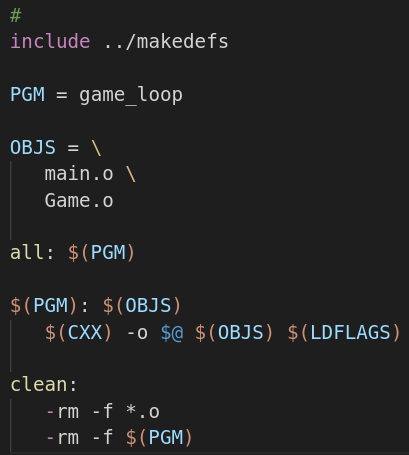 #
include ../makedefs
PGM = game_loop
OBJS = \
main.o \
Game.o
all: $(PGM)
$(PGM): $(OBJS)
$(CXX) -o $@ $(OBJS) $(LDFLAGS)
clean:
-rm -f *.o
-rm -f $(PGM)